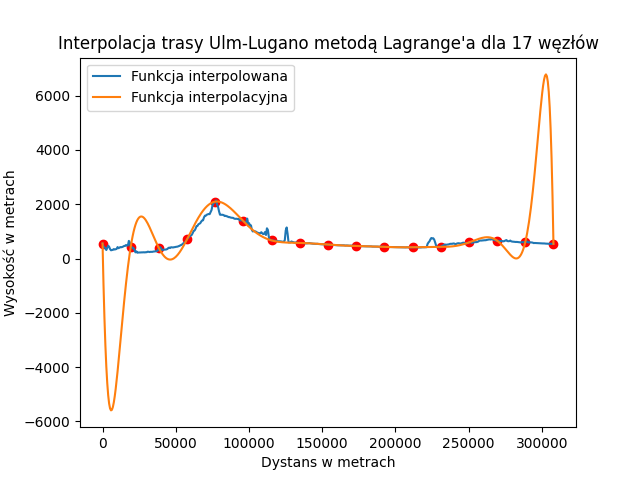 Interpolacja trasy Ulm-Lugano metodą Lagrange'a dla 17 węzłów
Funkcja interpolowana
Funkcja interpolacyjna
6000
4000
2000
0
−2000
−4000
−6000
Wysokość w metrach
0 50000 100000 150000 200000 250000 300000
Dystans w metrach